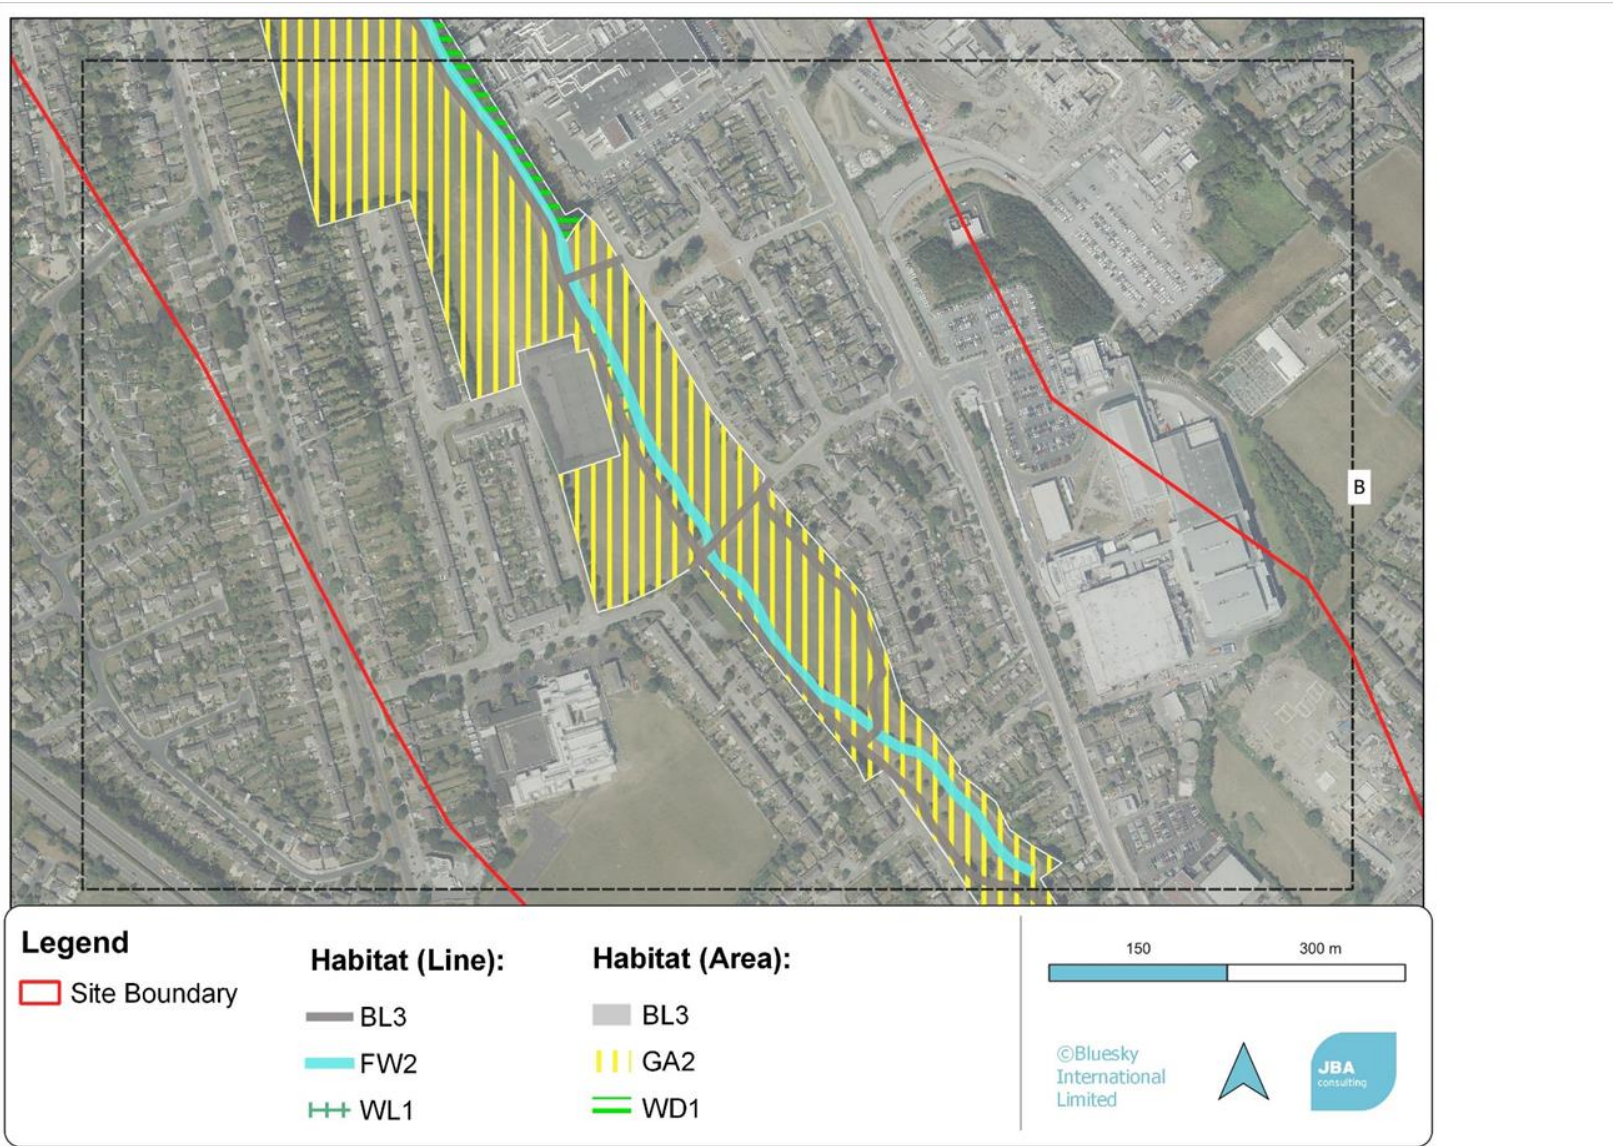 B
Legend
Site Boundary
Habitat (Line):
BL3
FW2
WL1
Habitat (Area):
BL3
GA2
WD1
150 300 m
©Bluesky
International
Limited
JBA
consulting